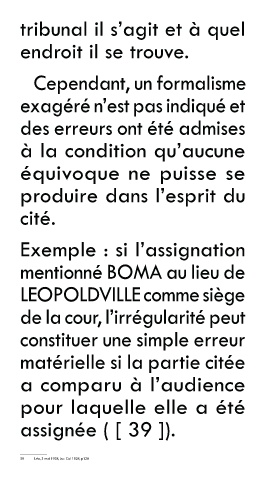 tribunal il s’agit et à quel
endroit il se trouve.
Cependant, un formalisme
exagéré n’est pas indiqué et
des erreurs ont été admises
à la condition qu’aucune
équivoque ne puisse se
produire dans l’esprit du
cité.
Exemple : si l’assignation
mentionné BOMA au lieu de
LEOPOLDVILLE comme siège
de la cour, l’irrégularité peut
constituer une simple erreur
matérielle si la partie citée
a comparu à l’audience
pour laquelle elle a été
assignée ( [ 39 ]).
39